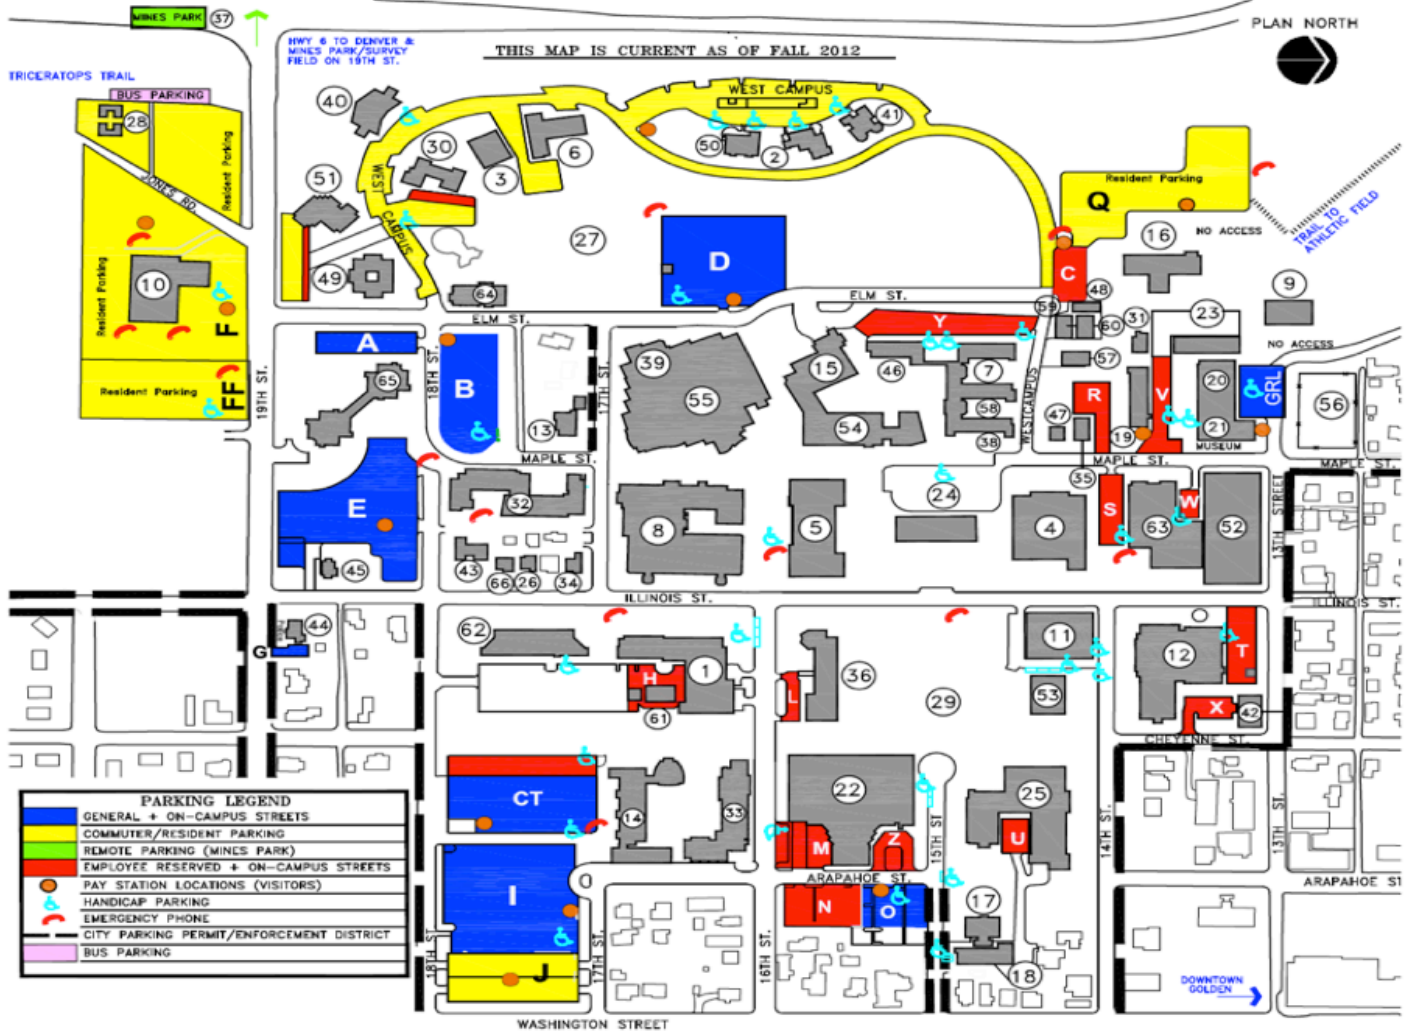 MINES PARK
37
PLAN NORTH
HWY 6 TO DENVER &
MINES PARK/SURVEY
FIELD ON 19TH ST.
THIS MAP IS CURRENT AS OF FALL 2012
TRICERATOPS TRAIL
BUS PARKING
WEST CAMPUS
28
40
41
50
2
30
3
6
51
WEST
CAMPUS
Resident Parking
JONES RD.
Resident Parking
Q
TRAIL TO
ATHLETIC FIELD
NO ACCESS
16
27
D
C
10
Resident Parking
F
49
64
ELM ST.
ELM ST.
48
59
60
9
31
23
Y
NO ACCESS
A
B
18TH ST.
17TH ST.
19TH ST.
39
55
15
46
7
57
WESTCAMPUS
65
R
V
20
GRL
56
Resident Parking
FF
13
54
58
38
47
19
21
MUSEUM
MAPLE ST.
MAPLE ST.
MAPLE ST.
35
24
32
E
8
5
4
S
63
W
52
13TH STREET
45
43
66
26
34
ILLINOIS ST.
ILLINOIS ST.
44
G
62
1
H
61
L
36
29
11
53
12
T
X
42
CHEYENNE ST.
CT
14
33
22
M
Z
25
U
15TH ST
14TH ST.
13TH ST.
ARAPAHOE ST.
ARAPAHOE ST
I
N
O
17
18
J
18TH ST.
17TH ST.
16TH ST.
DOWNTOWN
GOLDEN
WASHINGTON STREET
PARKING LEGEND
GENERAL + ON-CAMPUS STREETS
COMMUTER/RESIDENT PARKING
REMOTE PARKING (MINES PARK)
EMPLOYEE RESERVED + ON-CAMPUS STREETS
PAY STATION LOCATIONS (VISITORS)
HANDICAP PARKING
EMERGENCY PHONE
CITY PARKING PERMIT/ENFORCEMENT DISTRICT
BUS PARKING